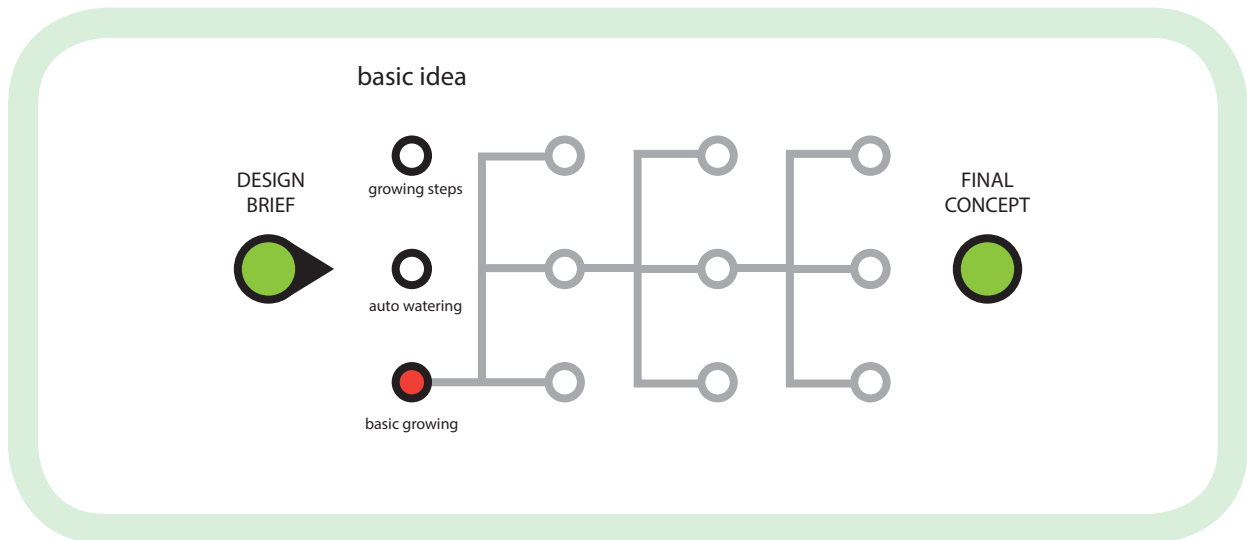 basic idea
growing steps
DESIGN
BRIEF
FINAL
CONCEPT
auto watering
basic growing